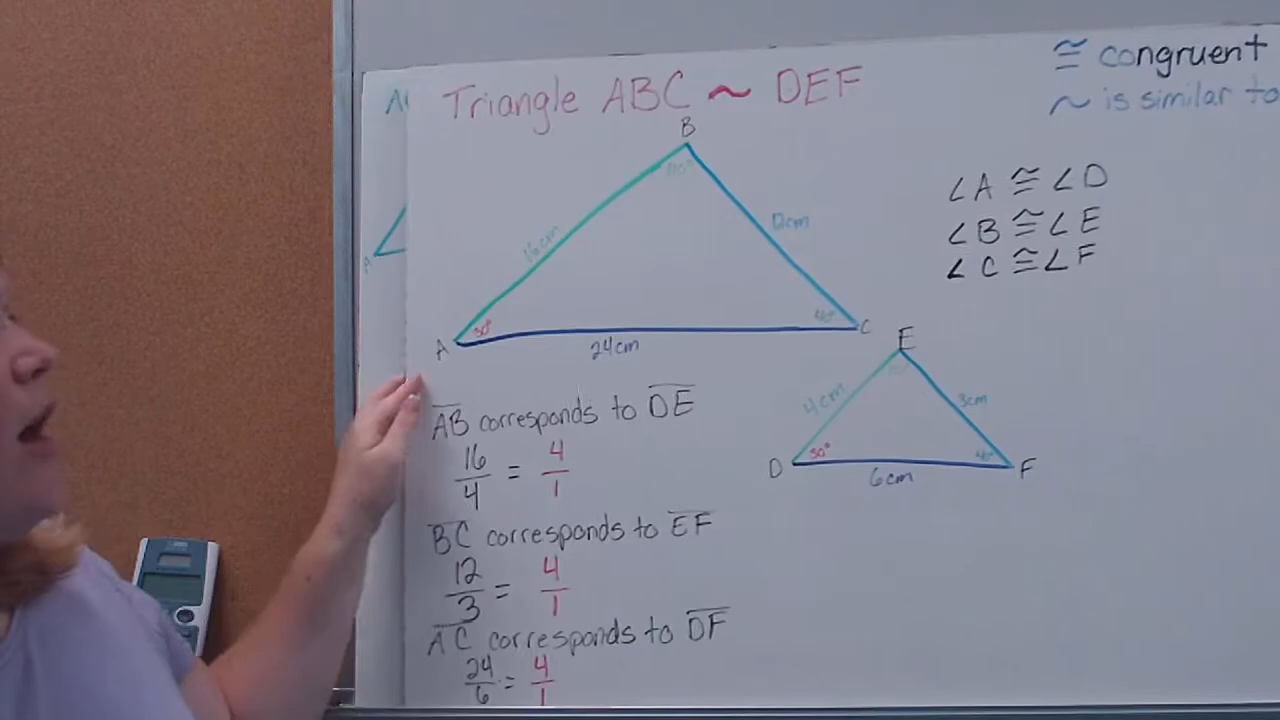 Triangle ABC ~ DEF
≅ congruent
~ is similar to
∠A ≅ ∠D
∠B ≅ ∠E
∠C ≅ ∠F
B
16cm
12cm
A
24cm
C
A
E
4cm
3cm
D
30°
F
6cm
AB corresponds to DE
16/4 = 4/1
BC corresponds to EF
12/3 = 4/1
AC corresponds to DF
24/6 = 4/1